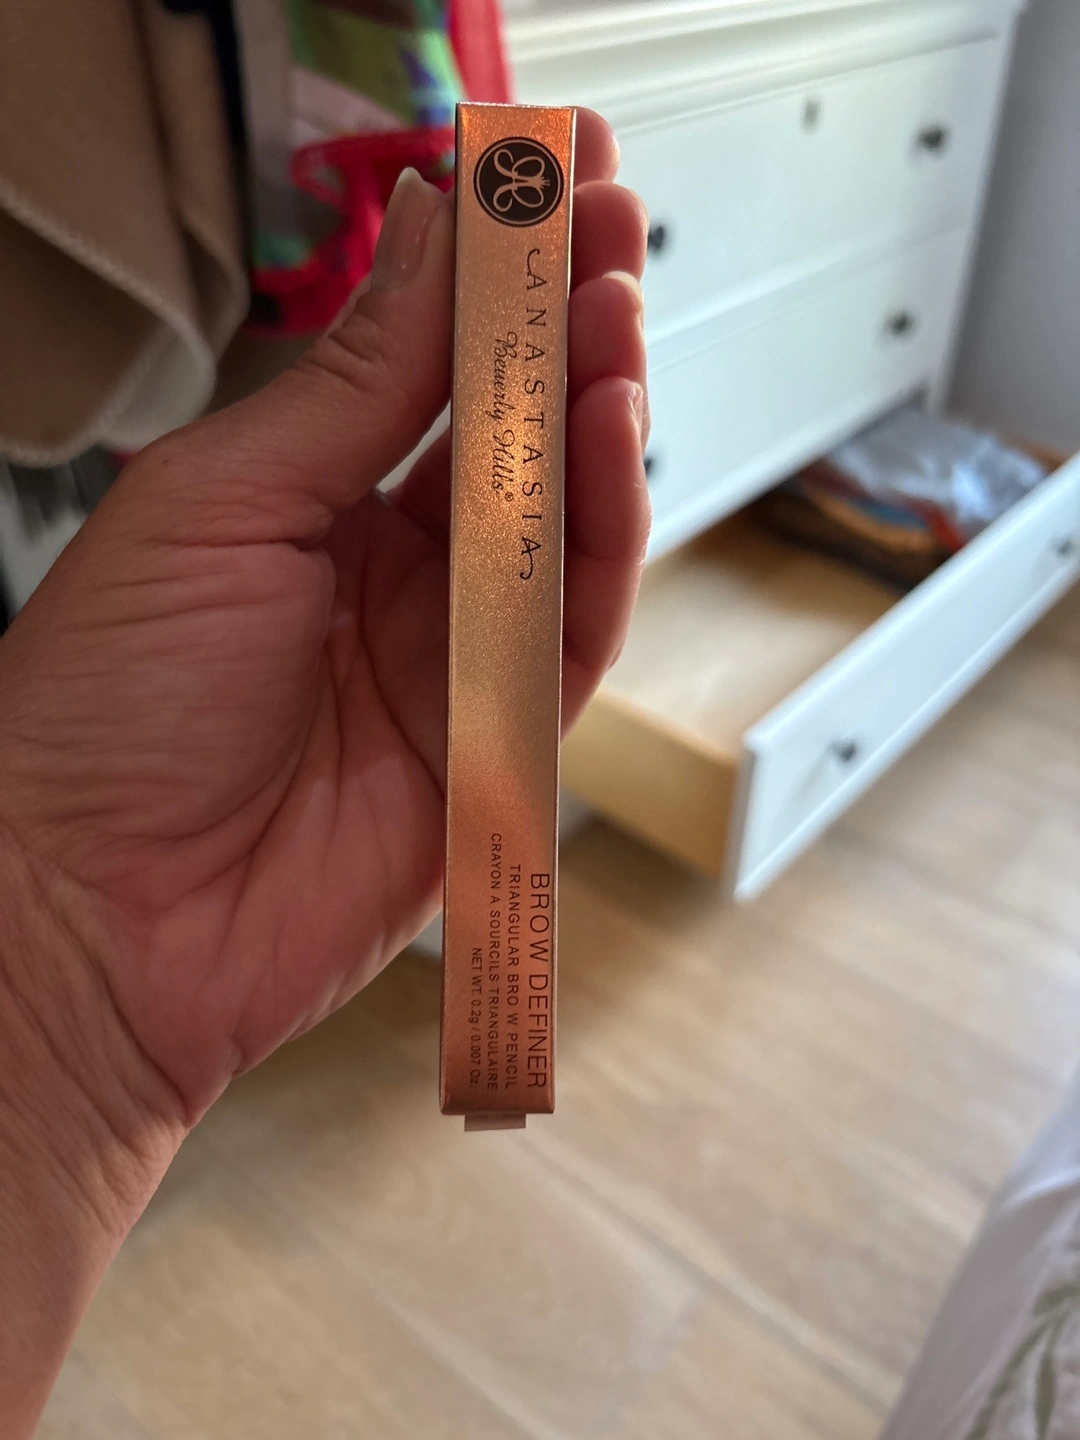 ANASTASIA
Beverly Hills®
BROW DEFINER
TRIANGULAR BROW PENCIL
CRAYON A SOURCILS TRIANGULAIRE
NET WT. 0.2g / 0.007 Oz.